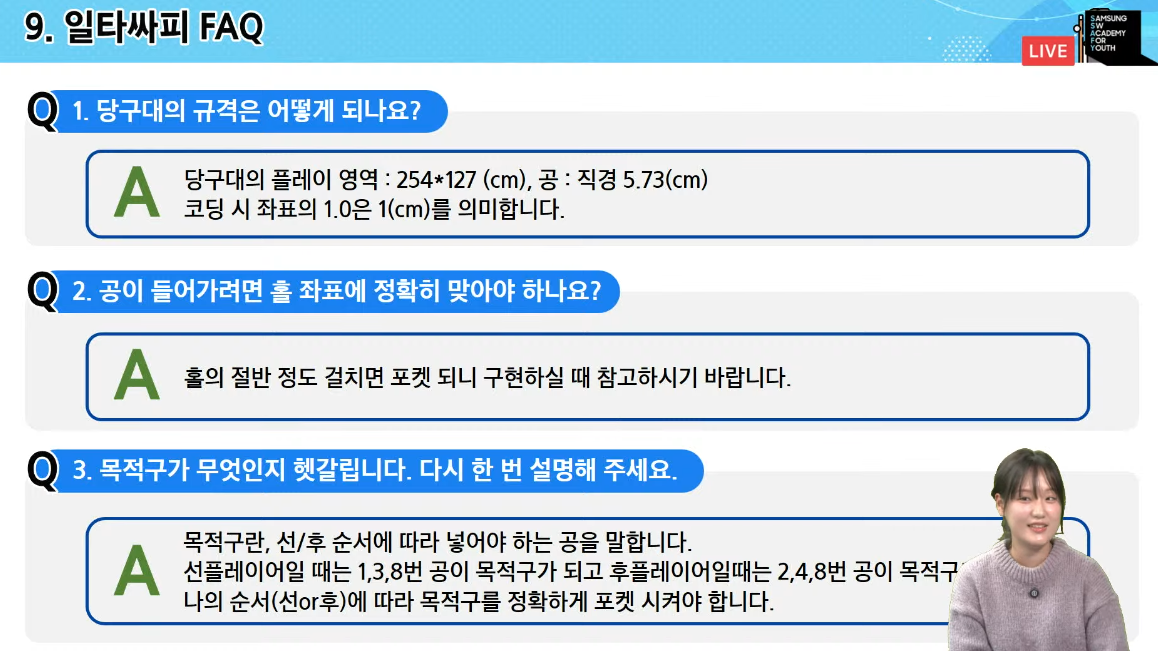 9. 일타싸피 FAQ
LIVE
SAMSUNG
SW
ACADEMY
FOR
YOUTH
Q 1. 당구대의 규격은 어떻게 되나요?
A
당구대의 플레이 영역 : 254*127 (cm), 공 : 직경 5.73(cm)
코딩 시 좌표의 1.0은 1(cm)를 의미합니다.
Q 2. 공이 들어가려면 홀 좌표에 정확히 맞아야 하나요?
A
홀의 절반 정도 걸치면 포켓 되니 구현하실 때 참고하시기 바랍니다.
Q 3. 목적구가 무엇인지 헷갈립니다. 다시 한 번 설명해 주세요.
A
목적구란, 선/후 순서에 따라 넣어야 하는 공을 말합니다.
선플레이어일 때는 1,3,8번 공이 목적구가 되고 후플레이어일때는 2,4,8번 공이 목적구
나의 순서(선or후)에 따라 목적구를 정확하게 포켓 시켜야 합니다.